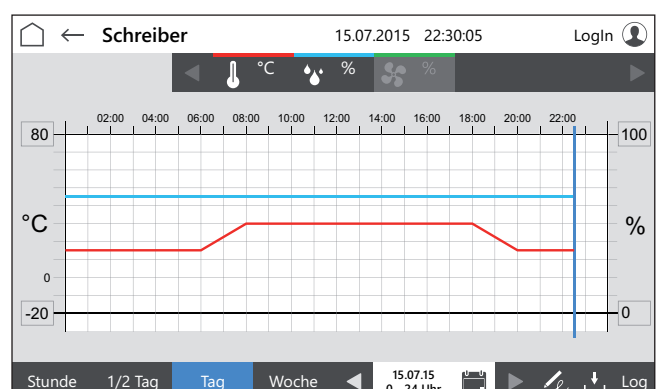 Schreiber 15.07.2015 22:30:05 LogIn
°C % %
02:00 04:00 06:00 08:00 10:00 12:00 14:00 16:00 18:00 20:00 22:00
80 100
°C %
0
-20 0
Stunde 1/2 Tag Tag Woche 15.07.15 Log
0 - 24 Uhr